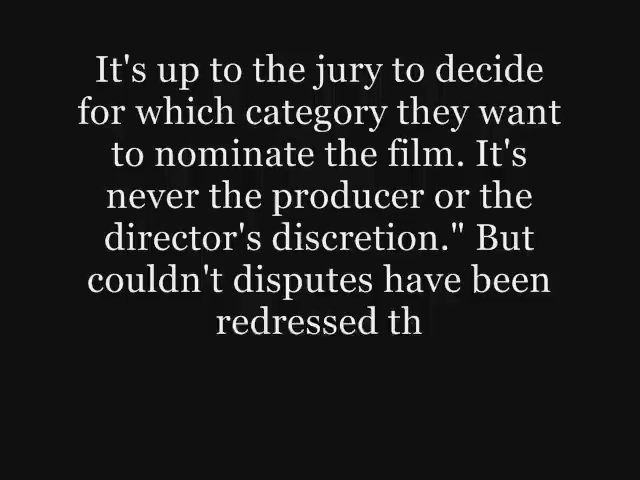 It's up to the jury to decide
for which category they want
to nominate the film. It's
never the producer or the
director's discretion." But
couldn't disputes have been
redressed th